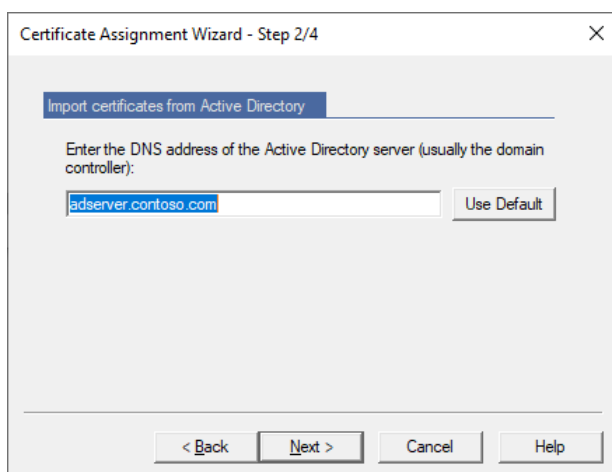 Certificate Assignment Wizard - Step 2/4
Import certificates from Active Directory
Enter the DNS address of the Active Directory server (usually the domain
controller):
adserver.contoso.com
Use Default
< Back
Next >
Cancel
Help